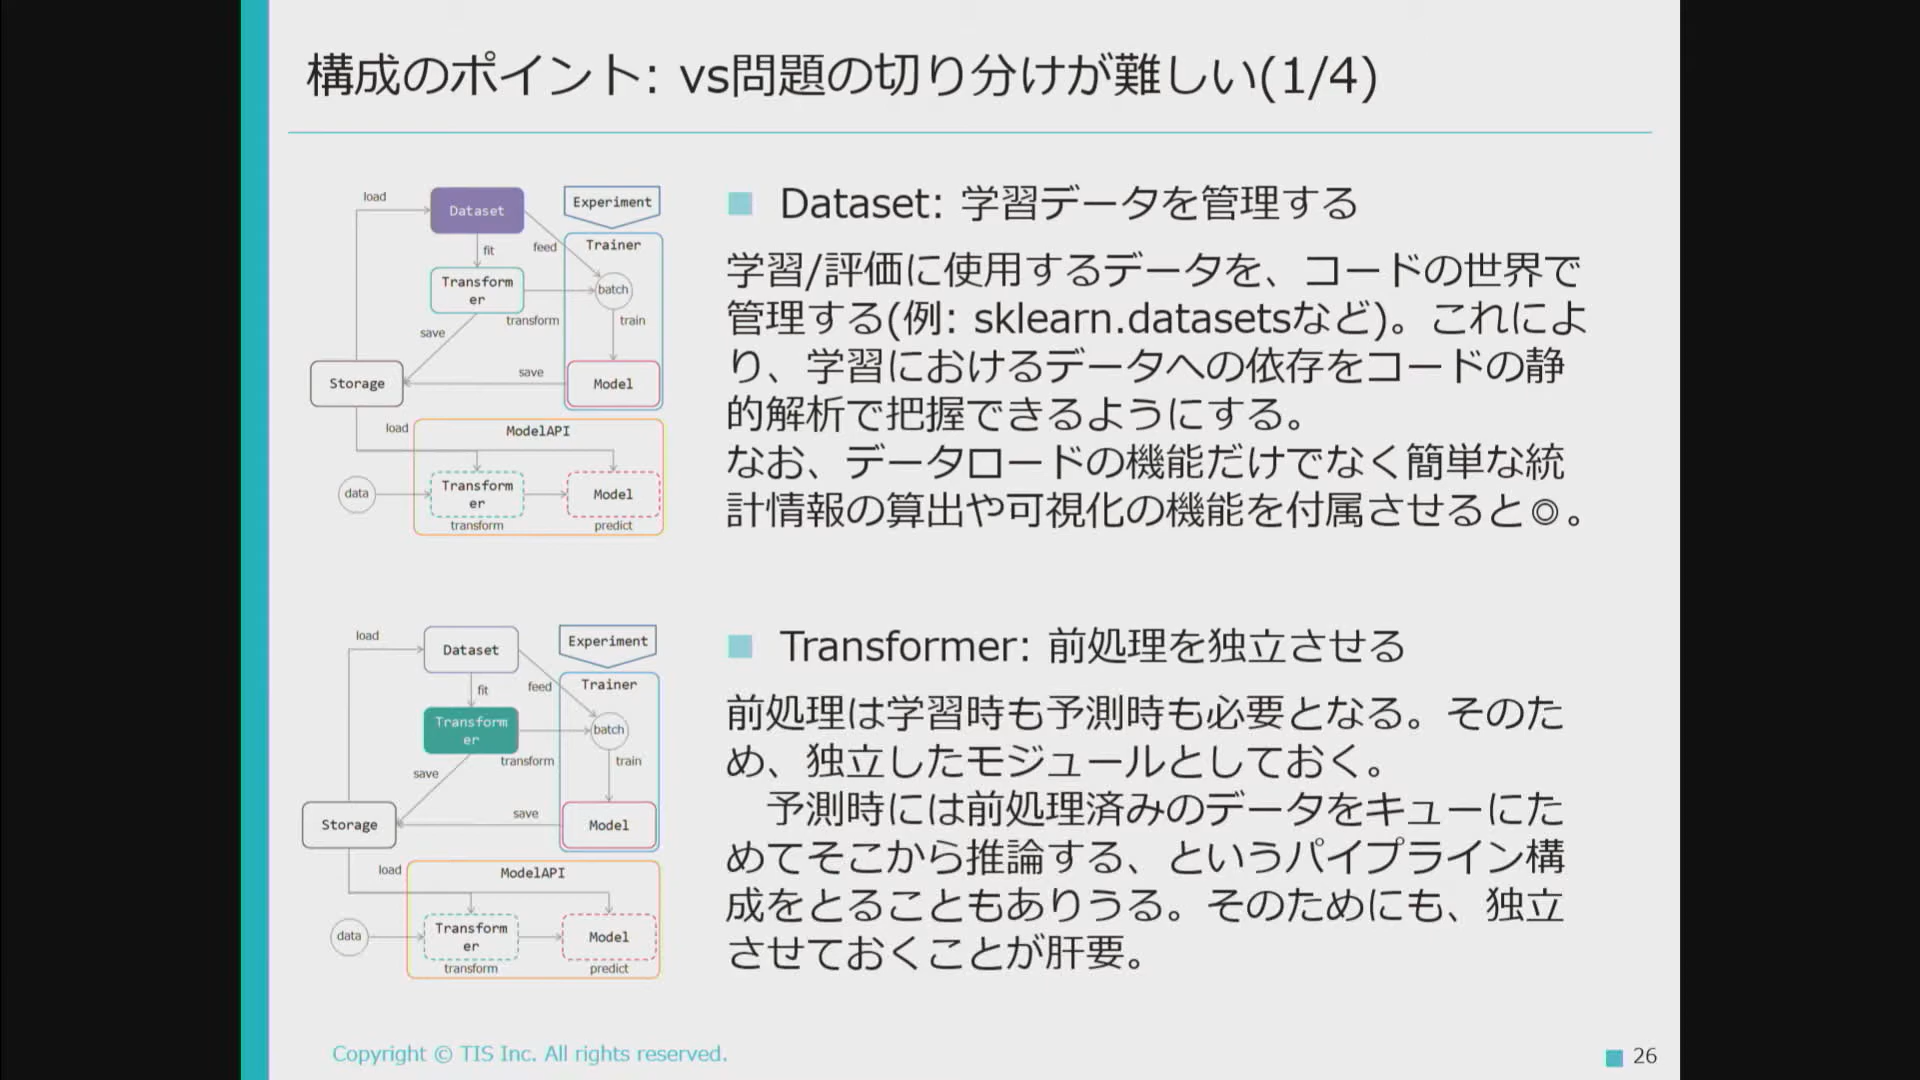 構成のポイント: vs問題の切り分けが難しい(1/4)
load
Dataset
Experiment
fit
feed
Trainer
Transform
er
batch
save
transform
train
Storage
save
Model
load
ModelAPI
data
Transform
er
Model
transform
predict
Dataset: 学習データを管理する
学習/評価に使用するデータを、コードの世界で
管理する(例: sklearn.datasetsなど)。これによ
り、学習におけるデータへの依存をコードの静
的解析で把握できるようにする。
なお、データロードの機能だけでなく簡単な統
計情報の算出や可視化の機能を付属させると◎。
load
Dataset
Experiment
fit
feed
Trainer
Transform
er
batch
save
transform
train
Storage
save
Model
load
ModelAPI
data
Transform
er
Model
transform
predict
Transformer: 前処理を独立させる
前処理は学習時も予測時も必要となる。そのた
め、独立したモジュールとしておく。
予測時には前処理済みのデータをキューにた
めてそこから推論する、というパイプライン構
成をとることもありうる。そのためにも、独立
させておくことが肝要。
Copyright © TIS Inc. All rights reserved.
26